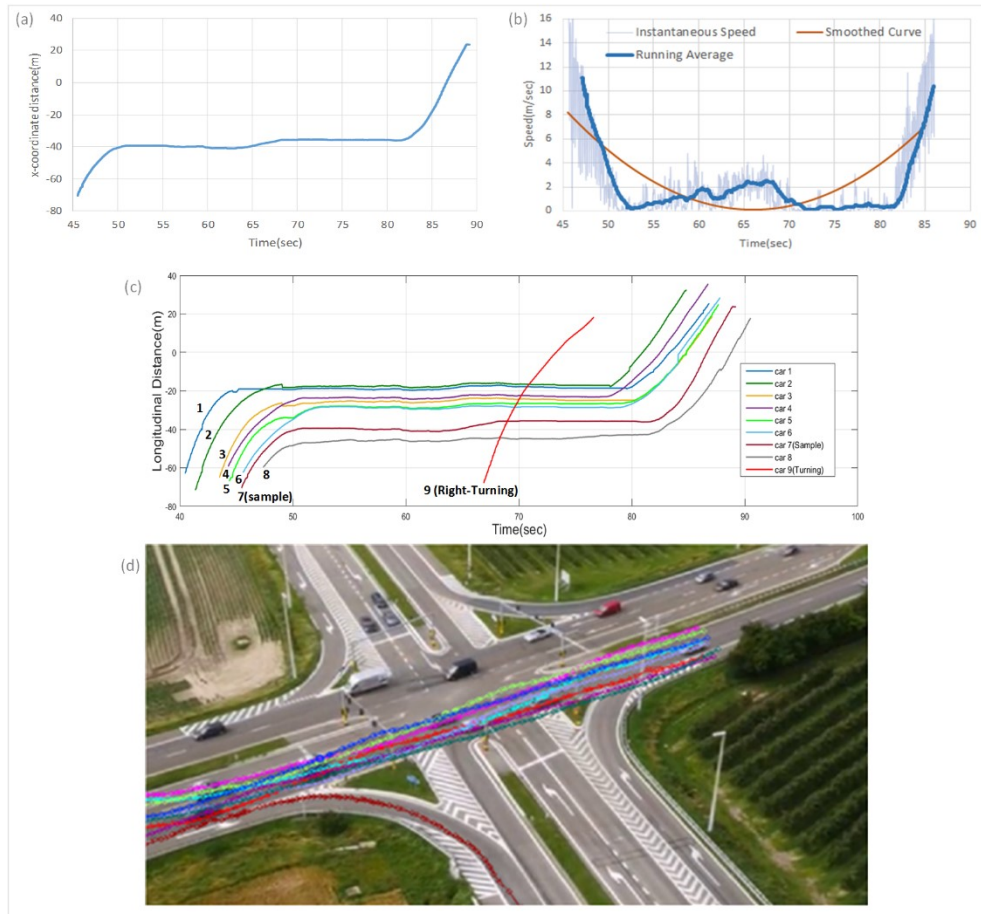 (a)
40
20
0
-20
-40
-60
-80
x-coordinate distance(m)
45 50 55 60 65 70 75 80 85 90
Time(sec)
(b)
Instantaneous Speed Smoothed Curve
Running Average
16
14
12
10
8
6
4
2
0
Speed(m/sec)
45 50 55 60 65 70 75 80 85 90
Time(sec)
(c)
40
20
0
-20
-40
-60
-80
Longitudinal Distance(m)
1
2
3
4
5
6
7(sample)
8
9 (Right-Turning)
car 1
car 2
car 3
car 4
car 5
car 6
car 7(Sample)
car 8
car 9(Turning)
40 50 60 70 80 90 100
Time(sec)
(d)